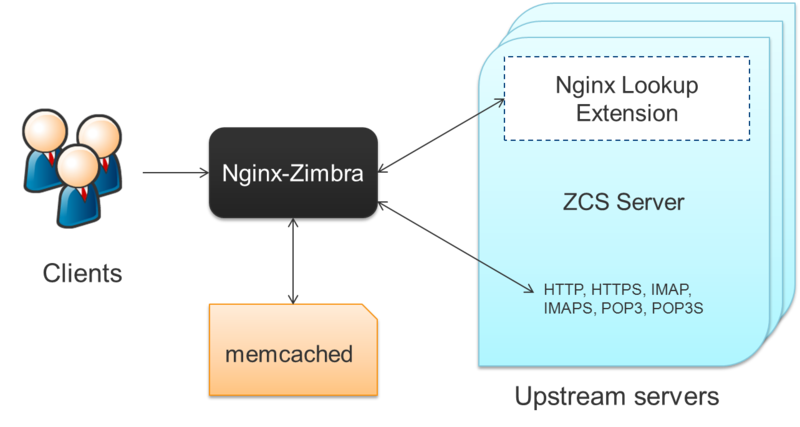 Nginx Lookup
Extension
Nginx-Zimbra
ZCS Server
Clients
HTTP, HTTPS, IMAP,
IMAPS, POP3, POP3S
memcached
Upstream servers